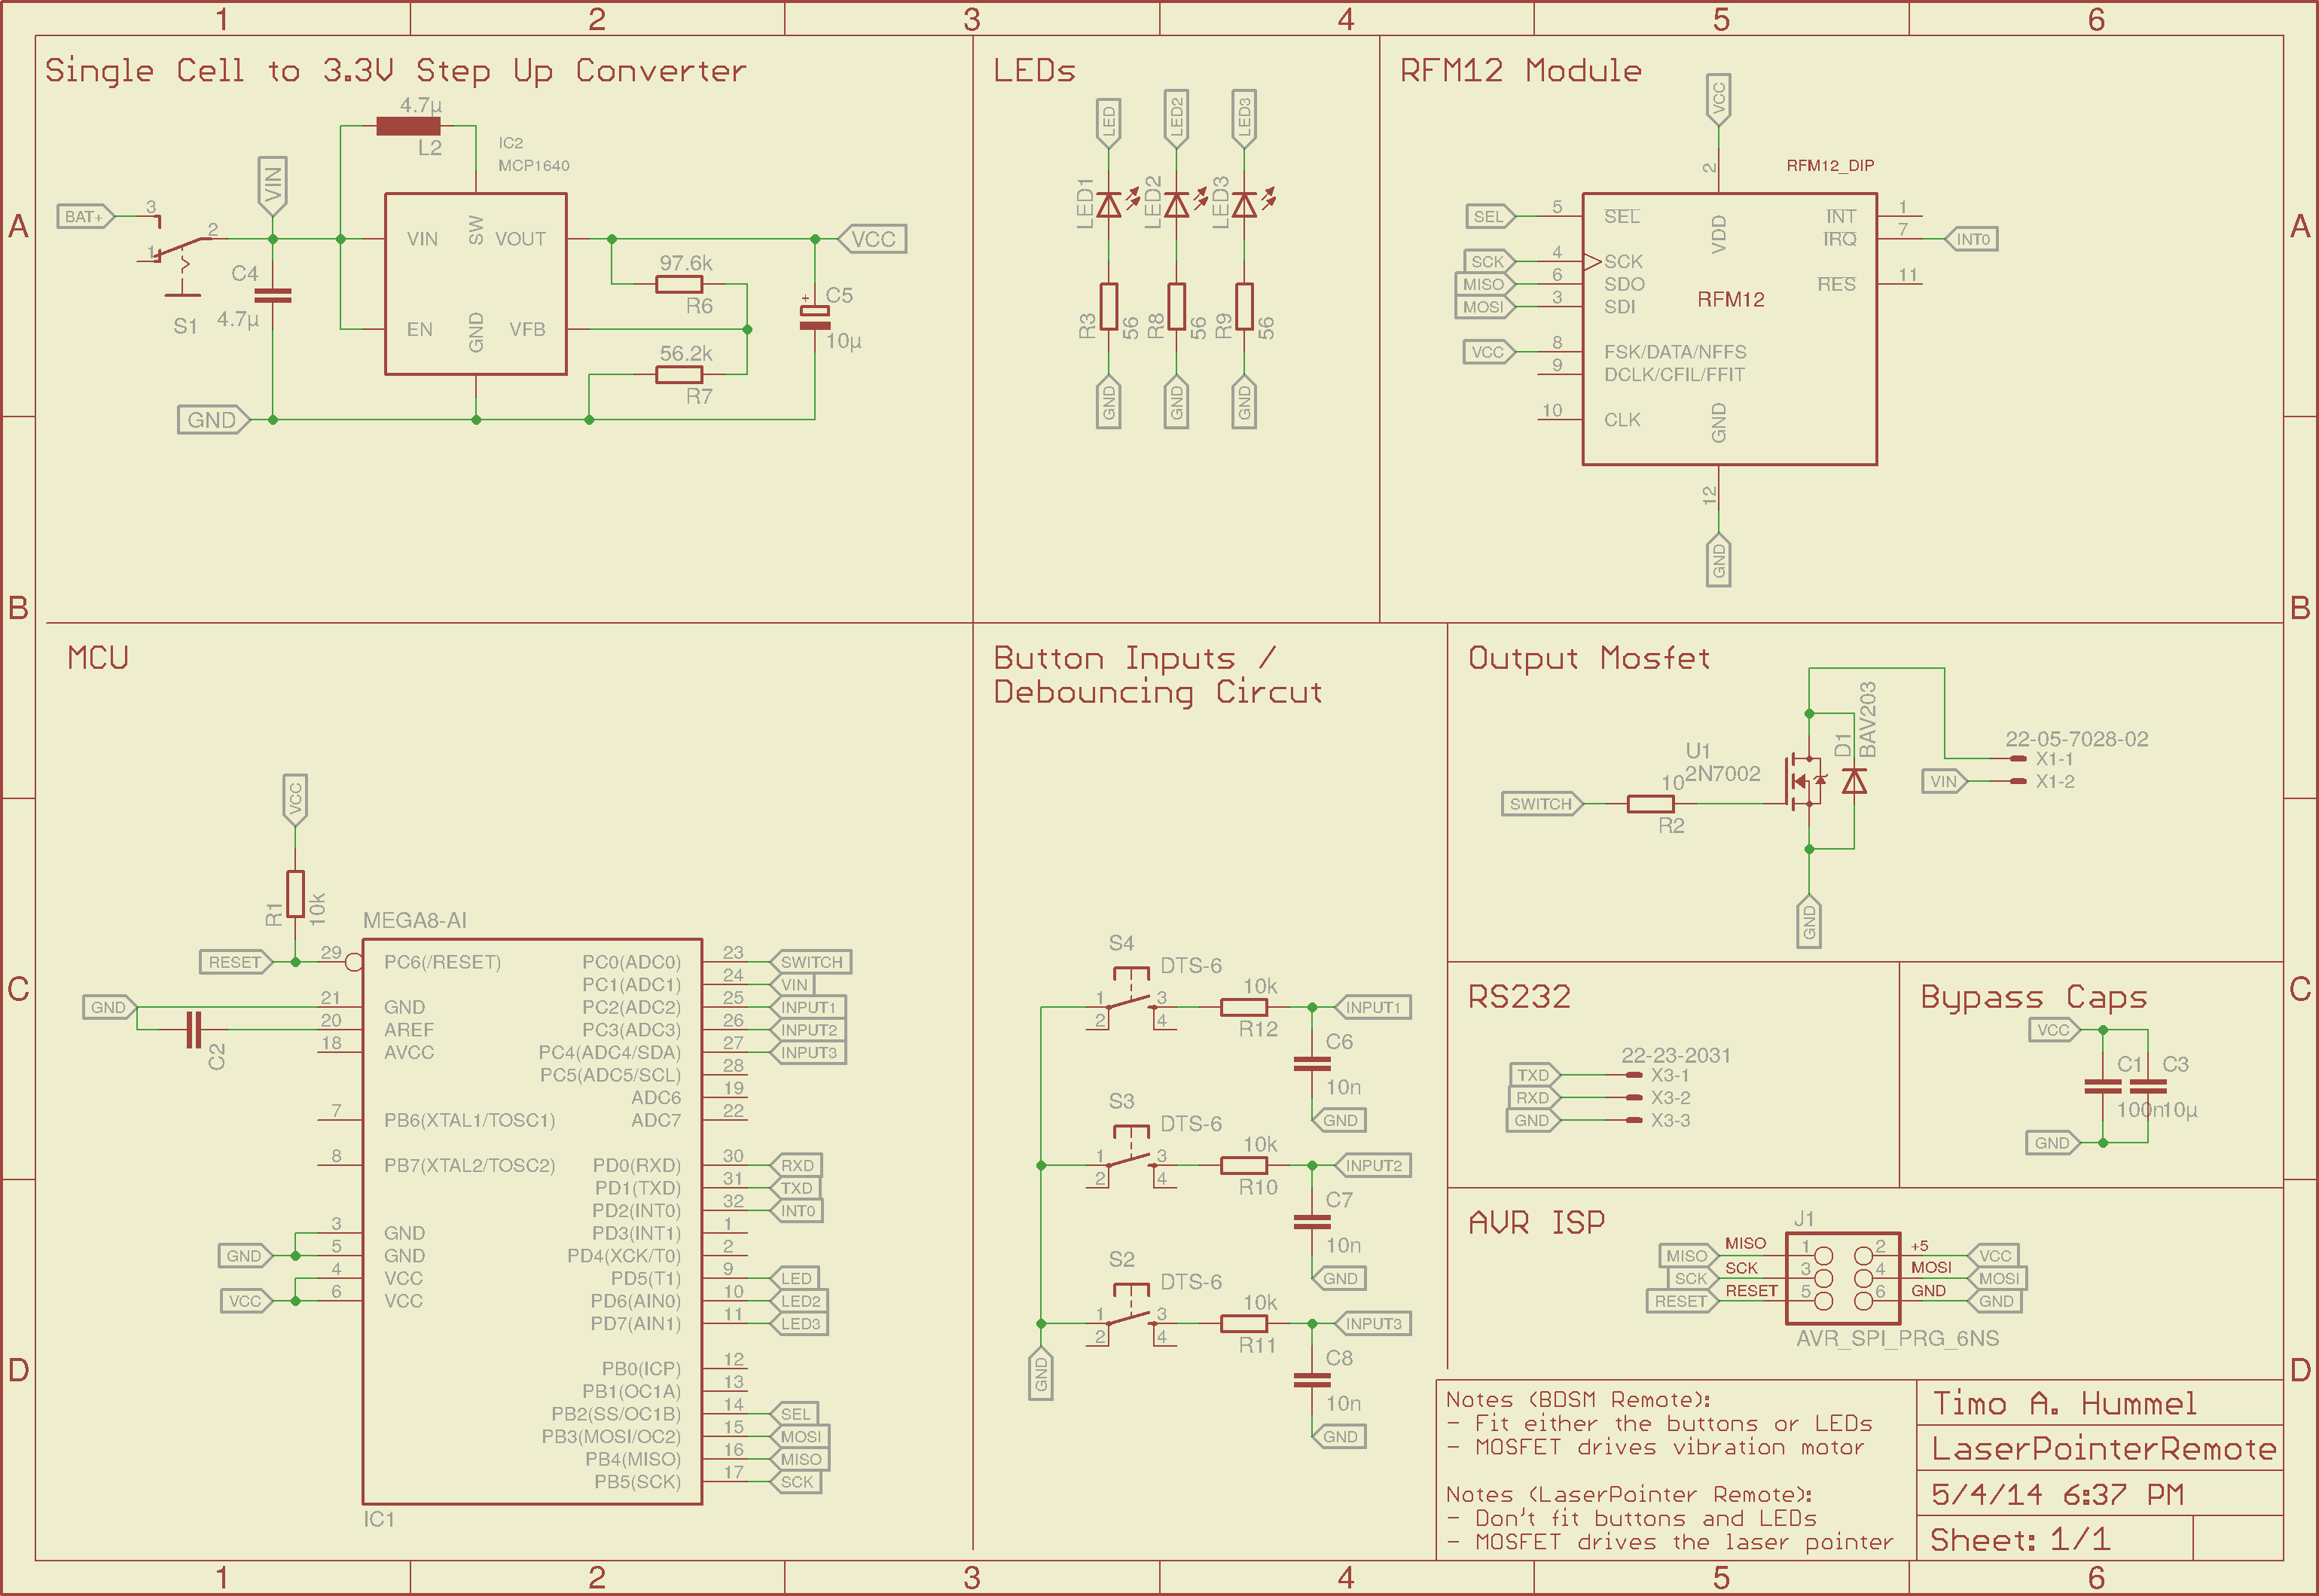 1 2 3 4 5 6
A
B
C
D
A
B
C
D
Single Cell to 3.3V Step Up Converter
4.7µ
L2
IC2
MCP1640
VIN
BAT+
3
2
1
S1
C4
4.7µ
VIN
SW
VOUT
EN
GND
VFB
VCC
97.6k
R6
56.2k
R7
C5
+
10µ
GND
LEDs
LED
LED2
LED3
LED1
LED2
LED3
R3
56
R8
56
R9
56
GND
GND
GND
RFM12 Module
VCC
2
RFM12_DIP
SEL
5
SEL
VDD
INT
1
IRQ
7
INT0
SCK
4
SCK
MISO
6
SDO
RES
11
MOSI
3
SDI
RFM12
VCC
8
FSK/DATA/NFFS
9
DCLK/CFIL/FFIT
10
CLK
GND
12
GND
MCU
VCC
R1
10k
MEGA8-AI
RESET
29
PC6(/RESET)
GND
21
GND
20
AREF
C2
18
AVCC
7
PB6(XTAL1/TOSC1)
8
PB7(XTAL2/TOSC2)
3
GND
GND
5
GND
4
VCC
VCC
6
VCC
PC0(ADC0) 23 SWITCH
PC1(ADC1) 24 VIN
PC2(ADC2) 25 INPUT1
PC3(ADC3) 26 INPUT2
PC4(ADC4/SDA) 27 INPUT3
PC5(ADC5/SCL) 28
ADC6 19
ADC7 22
PD0(RXD) 30 RXD
PD1(TXD) 31 TXD
PD2(INT0) 32 INT0
PD3(INT1) 1
PD4(XCK/T0) 2
PD5(T1) 9 LED
PD6(AIN0) 10 LED2
PD7(AIN1) 11 LED3
PB0(ICP) 12
PB1(OC1A) 13
PB2(SS/OC1B) 14 SEL
PB3(MOSI/OC2) 15 MOSI
PB4(MISO) 16 MISO
PB5(SCK) 17 SCK
IC1
Button Inputs /
Debouncing Circut
S4
DTS-6
1 3
2 4
10k
R12
INPUT1
C6
10n
GND
S3
DTS-6
1 3
2 4
10k
R10
INPUT2
C7
10n
GND
S2
DTS-6
1 3
2 4
10k
R11
INPUT3
C8
10n
GND
GND
Output Mosfet
U1
2N7002
SWITCH
10
R2
D1
BAV203
22-05-7028-02
X1-1
VIN
X1-2
GND
RS232
22-23-2031
TXD X3-1
RXD X3-2
GND X3-3
Bypass Caps
VCC
C1 C3
100n 10µ
GND
AVR ISP
J1
MISO MISO 1 2 +5 VCC
SCK SCK 3 4 MOSI MOSI
RESET RESET 5 6 GND GND
AVR_SPI_PRG_6NS
Notes (BDSM Remote):
- Fit either the buttons or LEDs
- MOSFET drives vibration motor
Notes (LaserPointer Remote):
- Don't fit buttons and LEDs
- MOSFET drives the laser pointer
Timo A. Hummel
LaserPointerRemote
5/4/14 6:37 PM
Sheet: 1/1
1 2 3 4 5 6